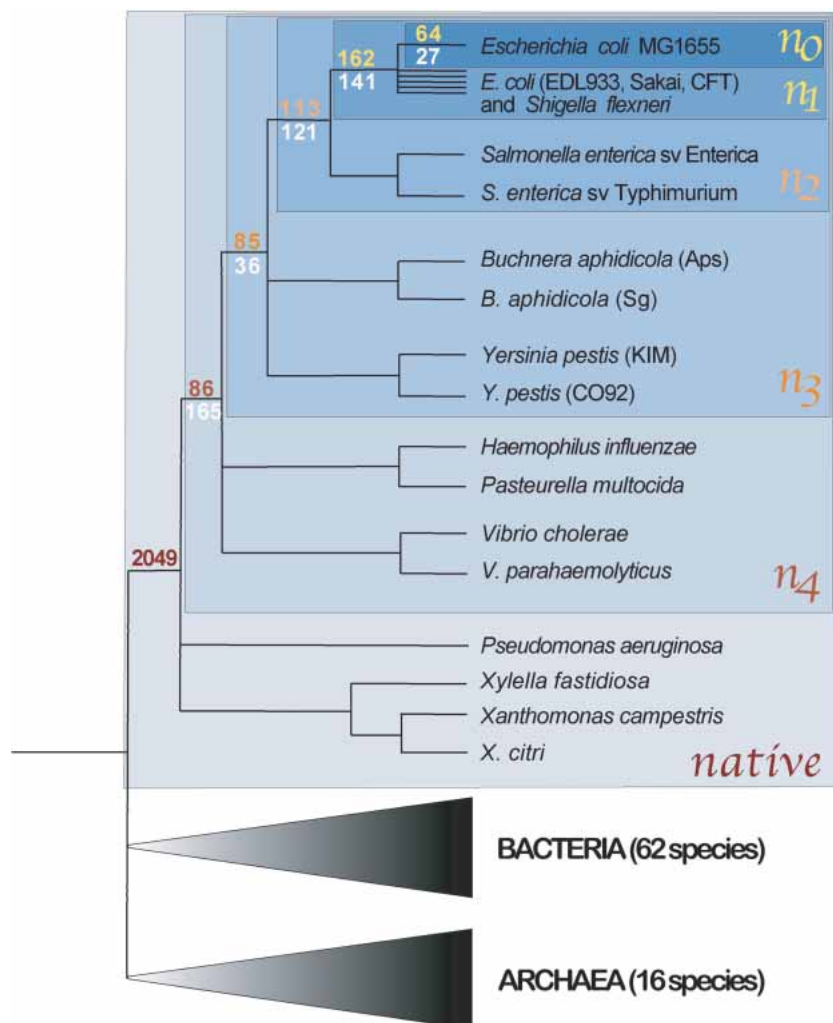 64
27
Escherichia coli MG1655
n0
162
141
E. coli (EDL933, Sakai, CFT)
and Shigella flexneri
n1
113
121
Salmonella enterica sv Enterica
S. enterica sv Typhimurium
n2
85
36
Buchnera aphidicola (Aps)
B. aphidicola (Sg)
Yersinia pestis (KIM)
Y. pestis (CO92)
n3
86
165
Haemophilus influenzae
Pasteurella multocida
Vibrio cholerae
V. parahaemolyticus
n4
2049
Pseudomonas aeruginosa
Xylella fastidiosa
Xanthomonas campestris
X. citri
native
BACTERIA (62 species)
ARCHAEA (16 species)